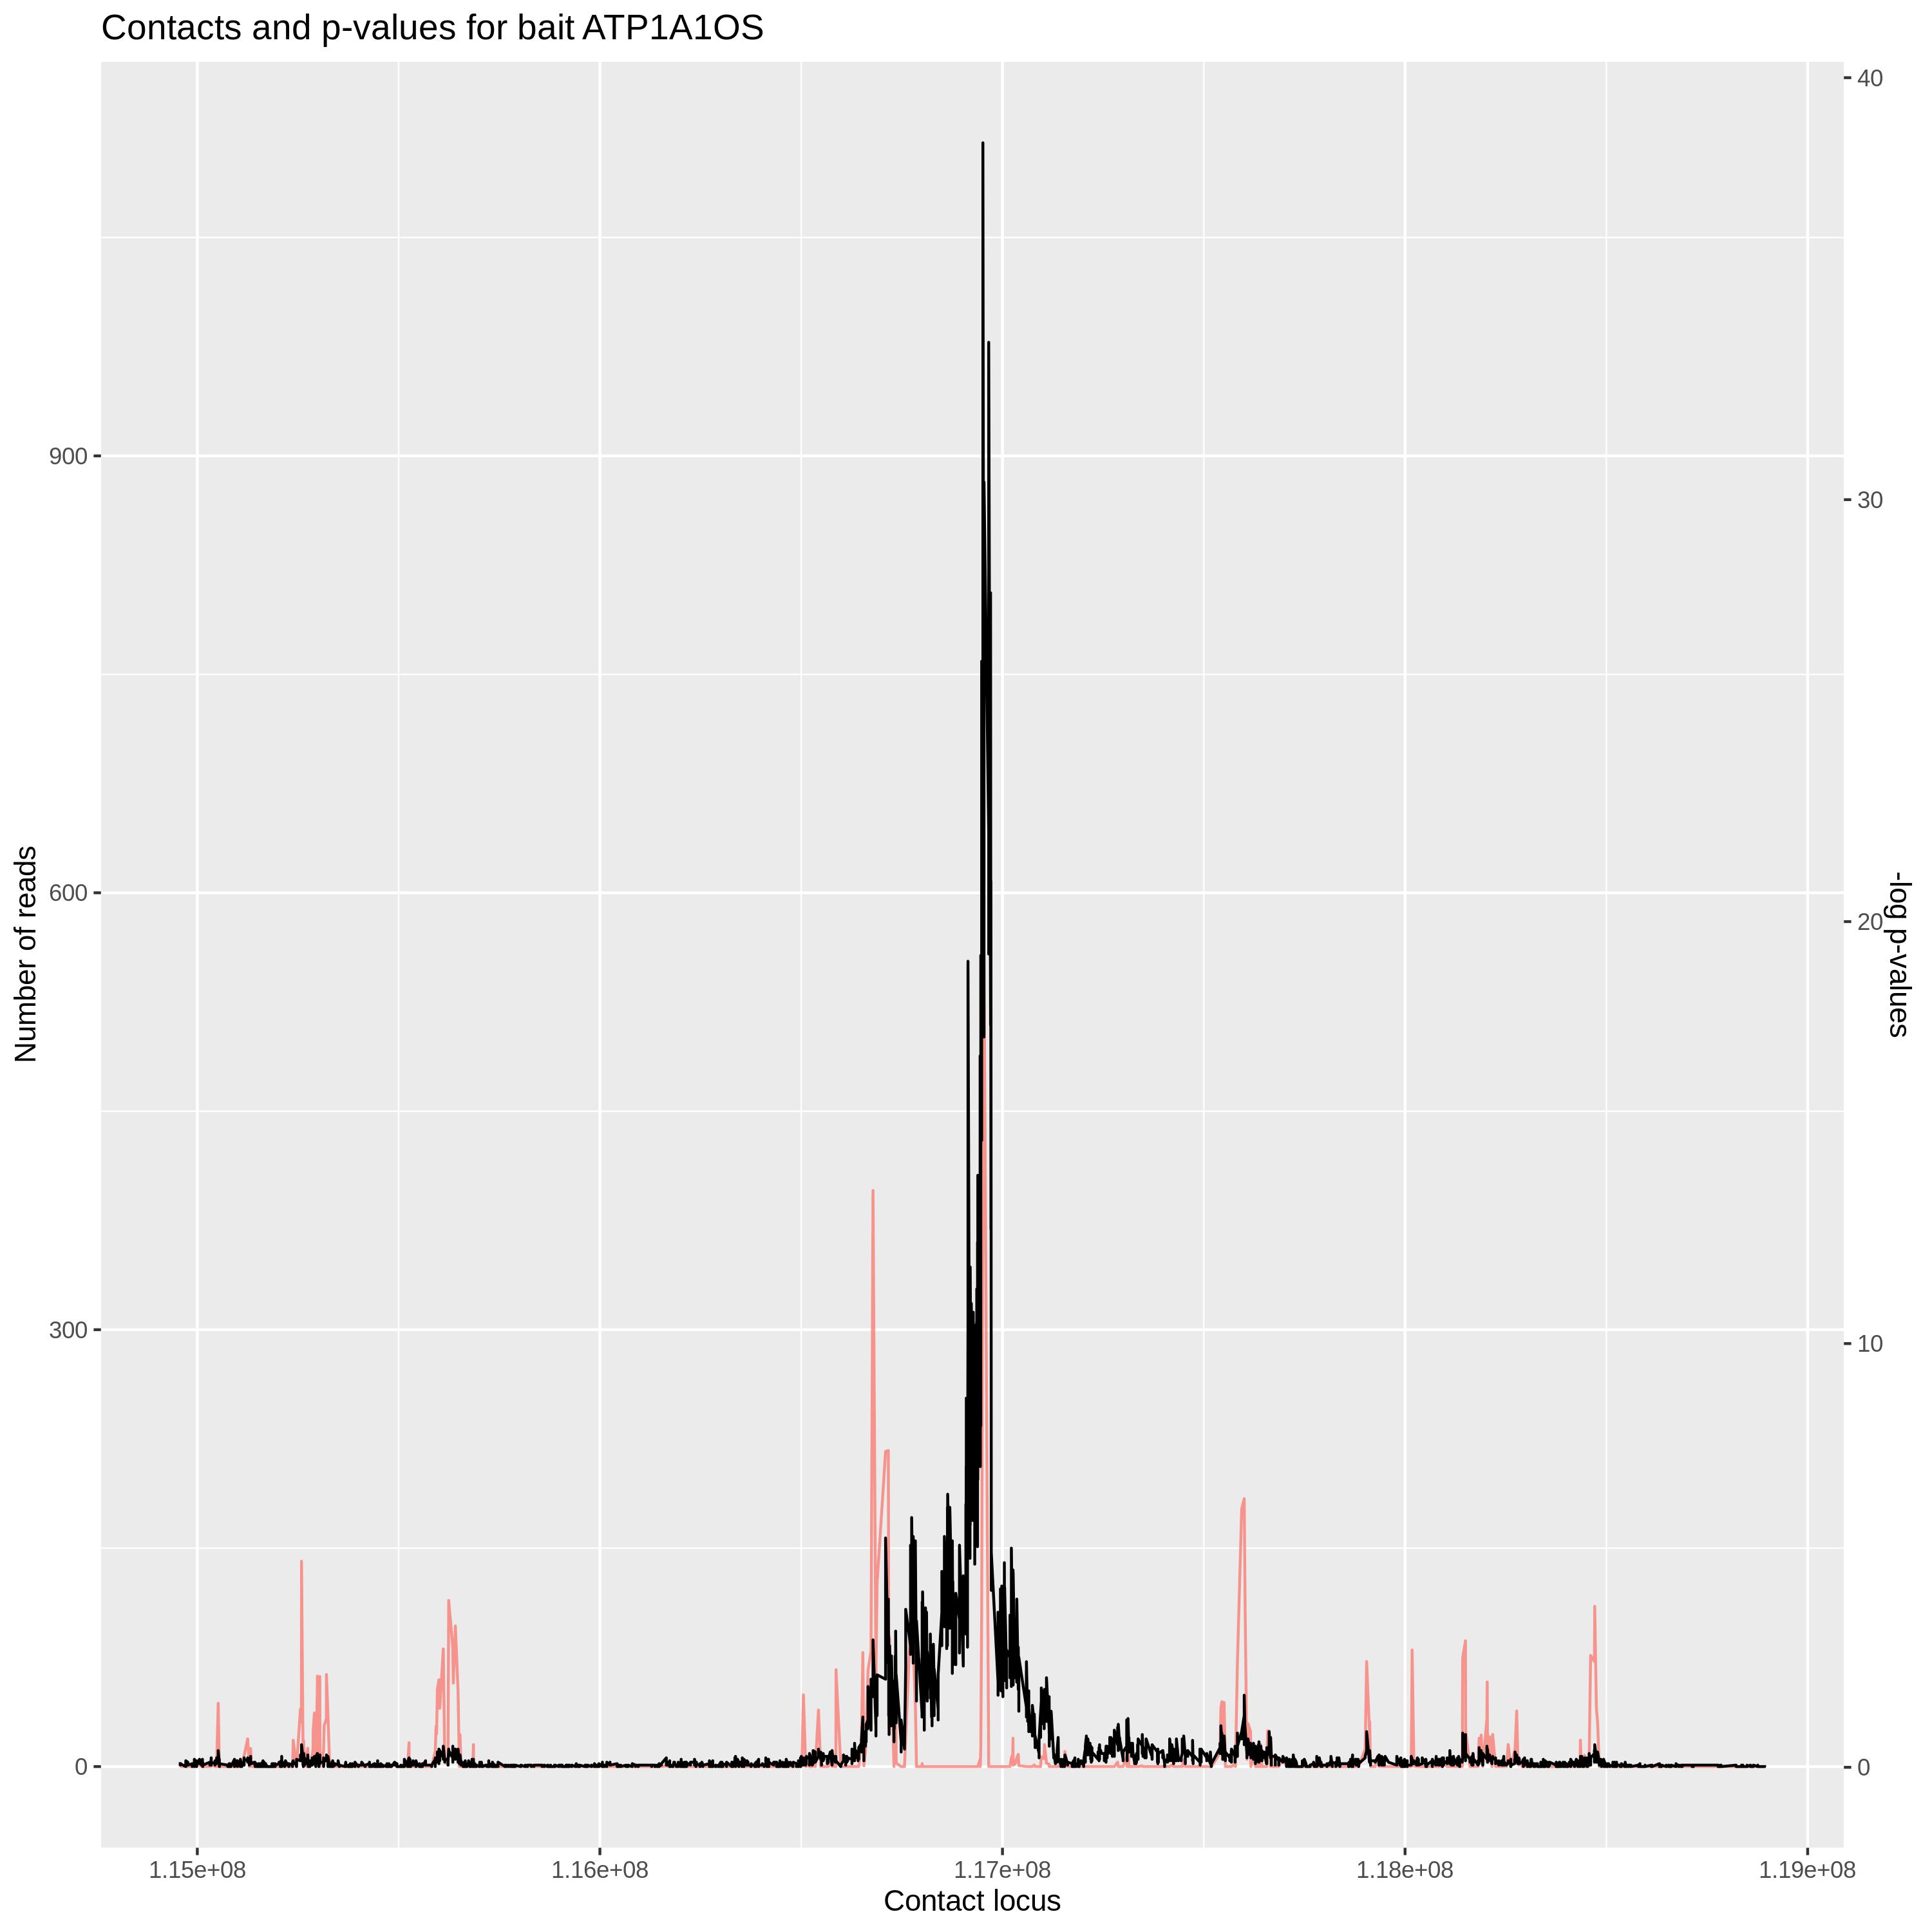 Contacts and p-values for bait ATP1A1OS
40
900
30
600
20
Number of reads
-log p-values
300
10
0
0
1.15e+08
1.16e+08
1.17e+08
1.18e+08
1.19e+08
Contact locus